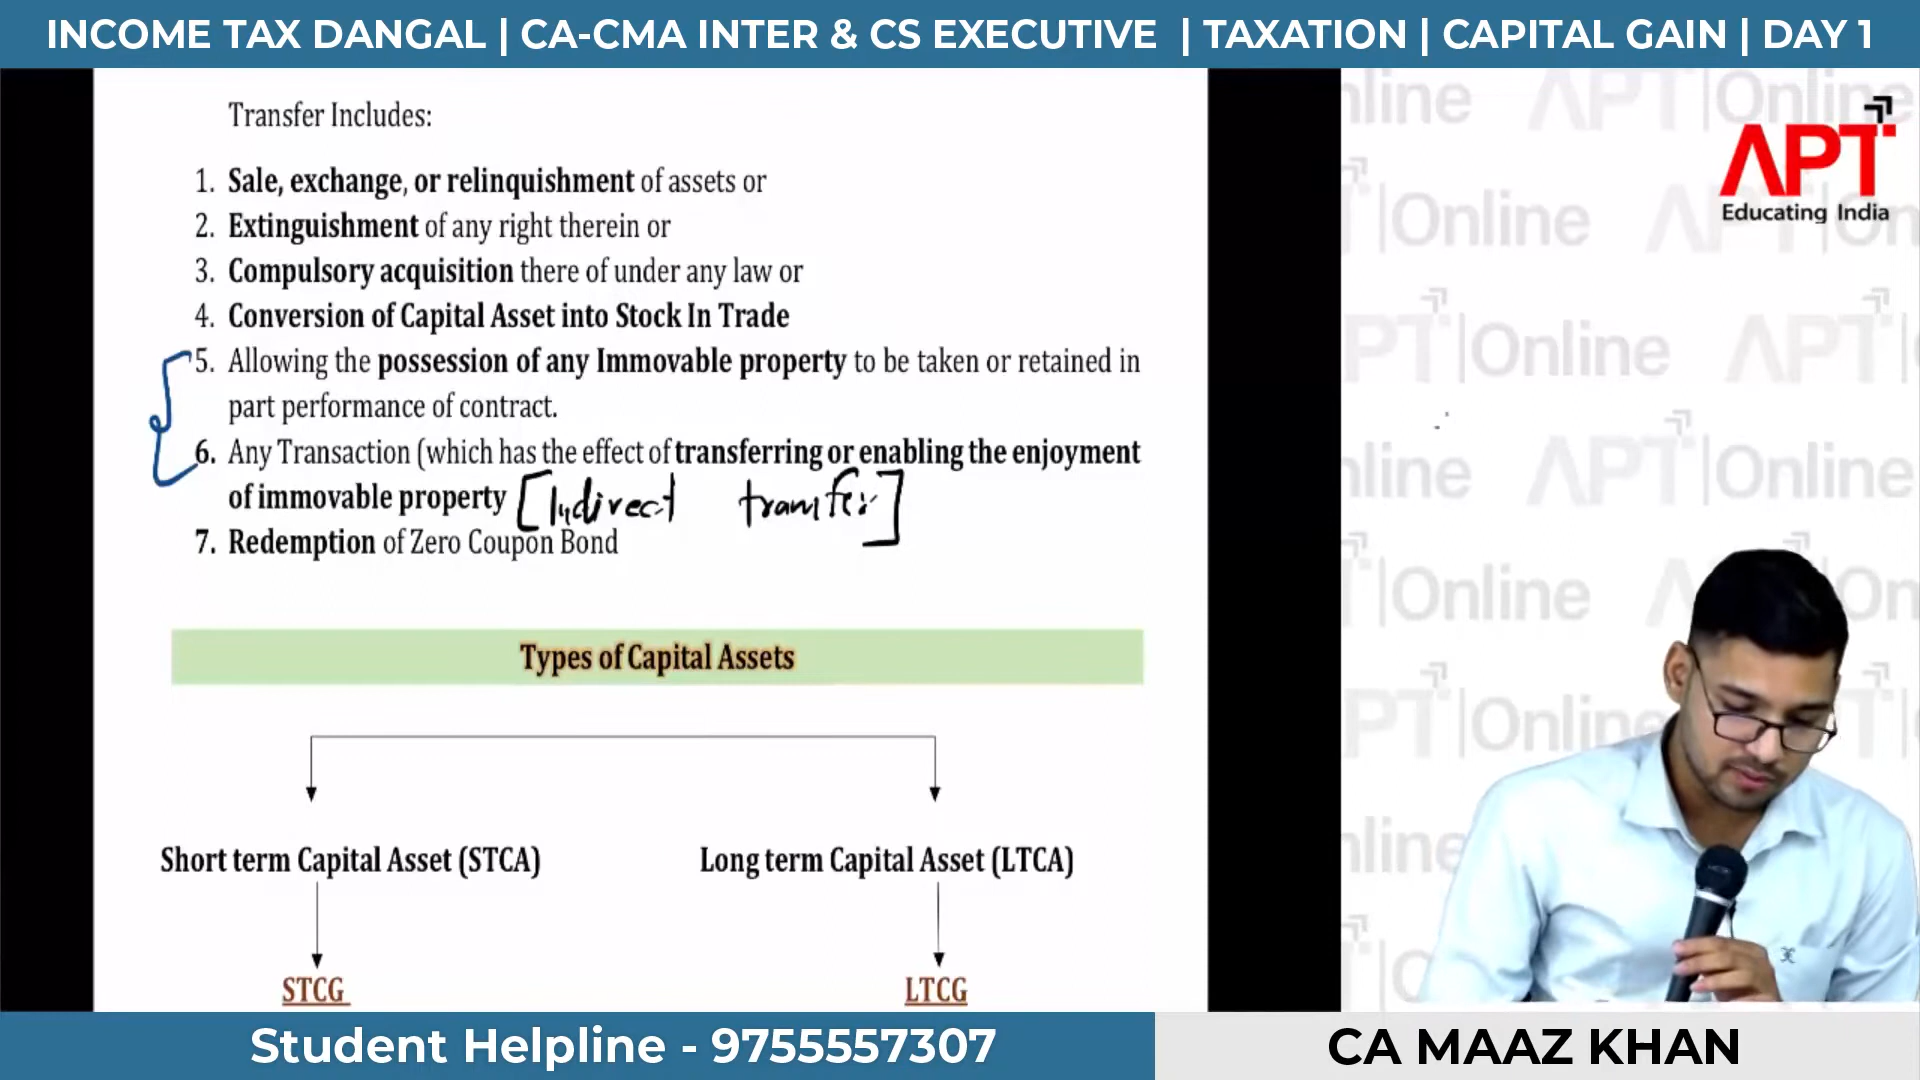 INCOME TAX DANGAL | CA-CMA INTER & CS EXECUTIVE | TAXATION | CAPITAL GAIN | DAY 1
Transfer Includes:
1. Sale, exchange, or relinquishment of assets or
2. Extinguishment of any right therein or
3. Compulsory acquisition there of under any law or
4. Conversion of Capital Asset into Stock In Trade
5. Allowing the possession of any Immovable property to be taken or retained in
part performance of contract.
6. Any Transaction (which has the effect of transferring or enabling the enjoyment
of immovable property [Indirect transfer]
7. Redemption of Zero Coupon Bond
Types of Capital Assets
Short term Capital Asset (STCA) Long term Capital Asset (LTCA)
STCG LTCG
APT
Educating India
APT|Online
Student Helpline - 9755557307
CA MAAZ KHAN